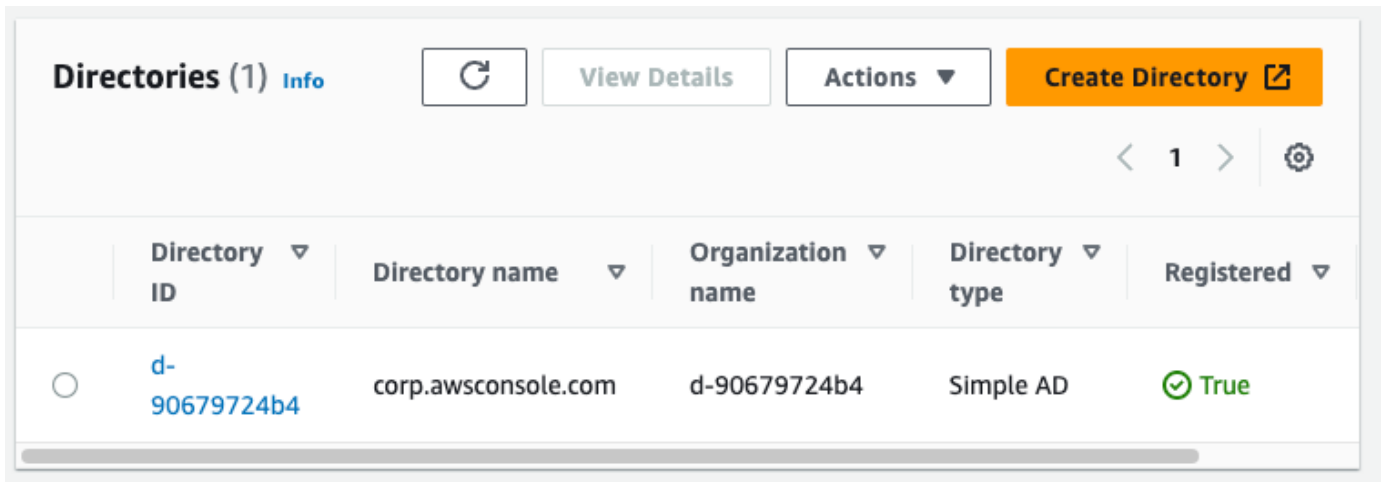 Directories (1) Info View Details Actions Create Directory
1
Directory ID Directory name Organization name Directory type Registered
d-90679724b4 corp.awsconsole.com d-90679724b4 Simple AD True